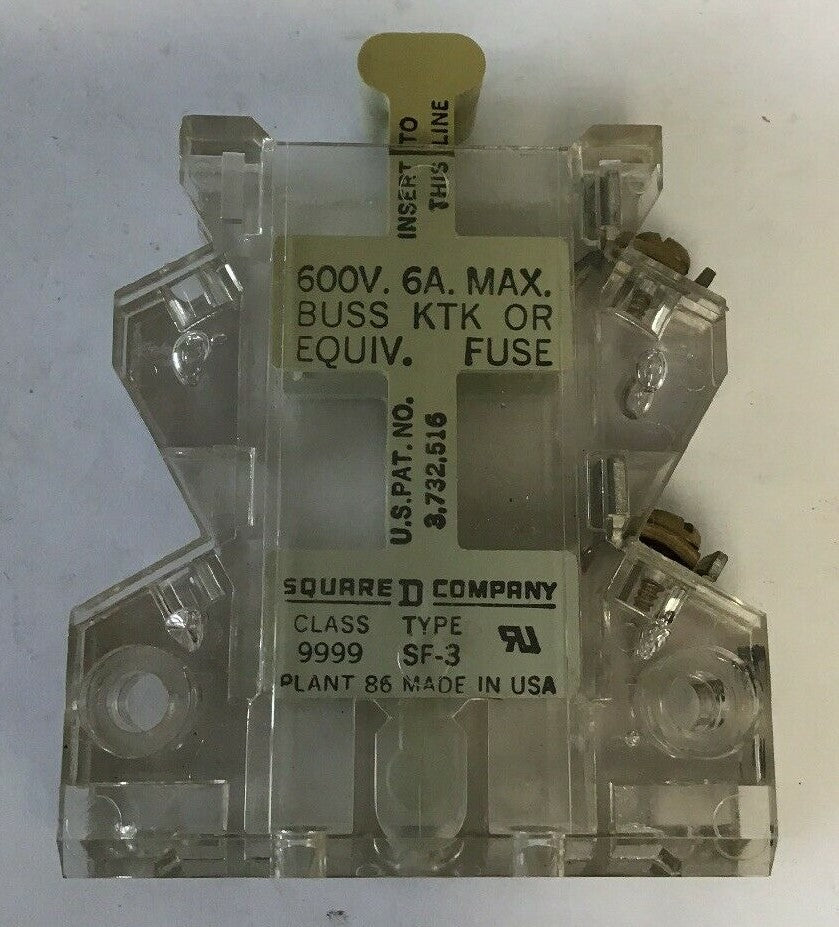 INSERT TO
THIS LINE
600V. 6A. MAX.
BUSS KTK OR
EQUIV. FUSE
U.S. PAT. NO.
3,732,516
SQUARE D COMPANY
CLASS TYPE
9999 SF-3
RU
PLANT 86 MADE IN USA